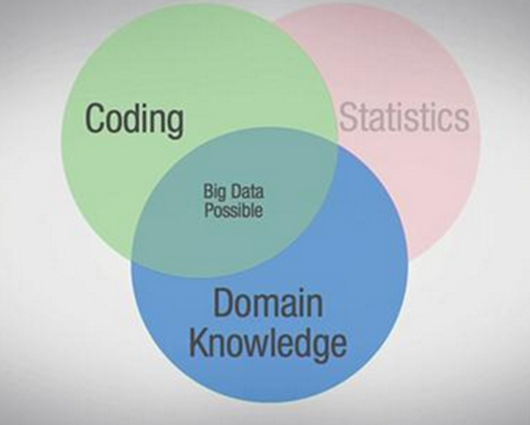 Coding
Statistics
Big Data
Possible
Domain
Knowledge